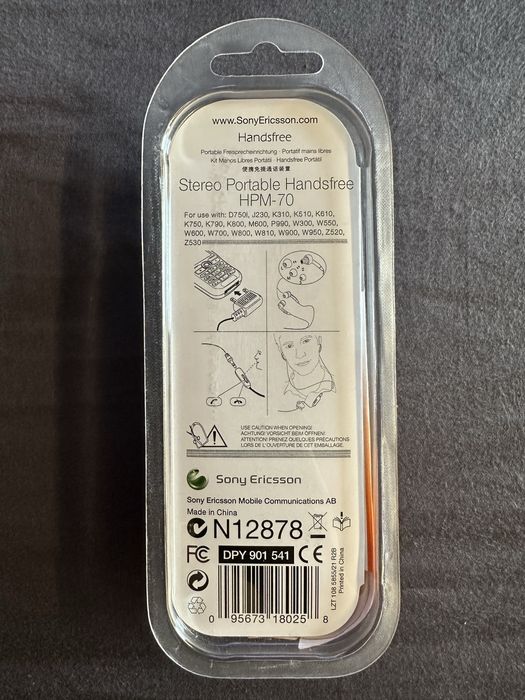 www.SonyEricsson.com
Handsfree
Portable Freisprecheinrichtung · Portatif mains libres
Kit Manos Libres Portátil · Handsfree Portátil
便携免提通话装置
Stereo Portable Handsfree
HPM-70
For use with: D750i, J230, K310, K510, K610,
K750, K790, K800, M600, P990, W300, W550,
W600, W700, W800, W810, W900, W950, Z520,
Z530
USE CAUTION WHEN OPENING!
ACHTUNG! VORSICHT BEIM ÖFFNEN!
ATTENTION! PRENEZ QUELQUES PRÉCAUTIONS
LORS DE L'OUVERTURE DE CET EMBALLAGE.
Sony Ericsson
Sony Ericsson Mobile Communications AB
Made in China
N12878
FC DPY 901 541 CE
0 95673 18025 8
LZT 108 5855/21 R2B
Printed in China